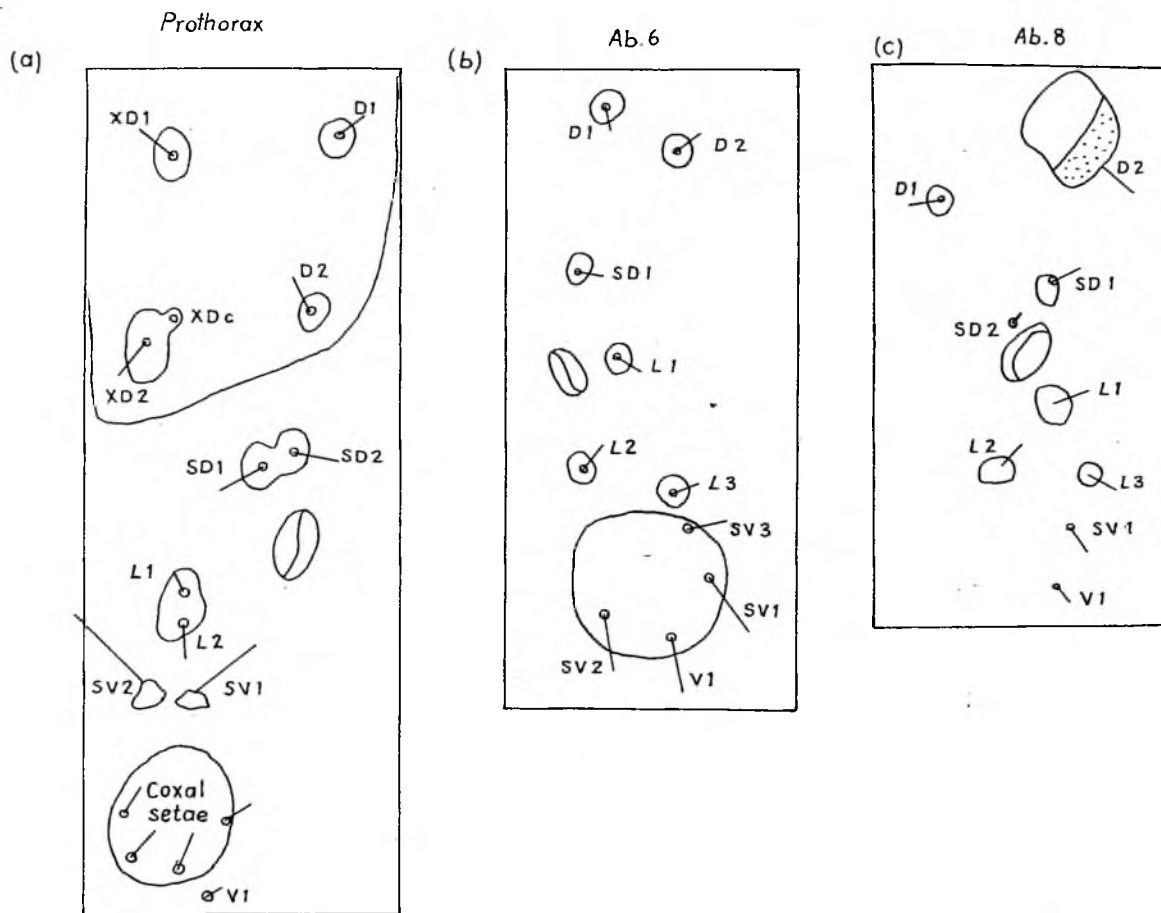 Prothorax
(a)
XD1
D1
D2
XDc
XD2
SD1
SD2
L1
L2
SV2
SV1
Coxal
setae
V1
Ab. 6
(b)
D1
D2
SD1
L1
L2
L3
SV3
SV1
SV2
V1
Ab. 8
(c)
D2
D1
SD1
SD2
L1
L2
L3
SV1
V1